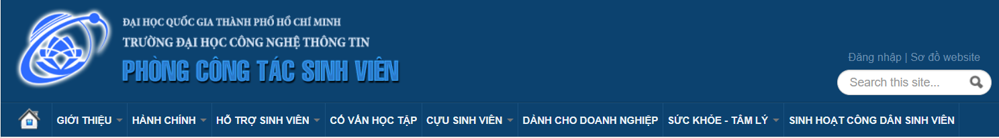 ĐẠI HỌC QUỐC GIA THÀNH PHỐ HỒ CHÍ MINH
TRƯỜNG ĐẠI HỌC CÔNG NGHỆ THÔNG TIN
PHÒNG CÔNG TÁC SINH VIÊN
Đăng nhập | Sơ đồ website
Search this site...
GIỚI THIỆU HÀNH CHÍNH HỖ TRỢ SINH VIÊN CỐ VẤN HỌC TẬP CỰU SINH VIÊN DÀNH CHO DOANH NGHIỆP SỨC KHỎE - TÂM LÝ SINH HOẠT CÔNG DÂN SINH VIÊN